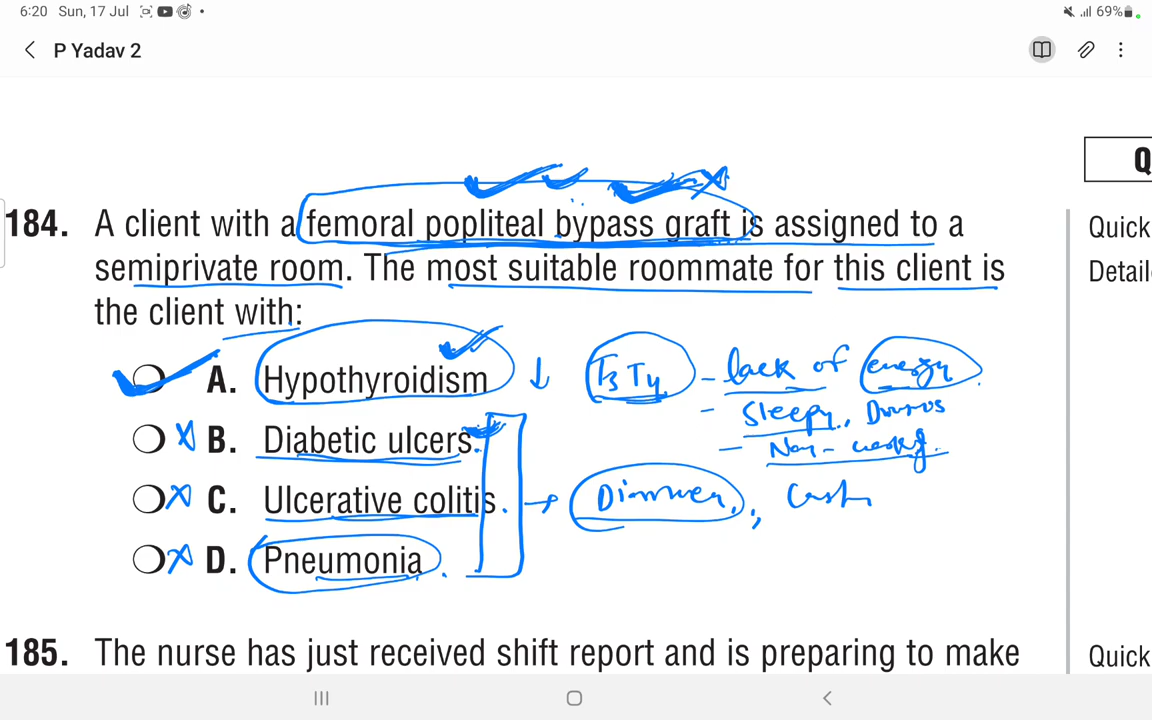 6:20 Sun, 17 Jul • 69%
P Yadav 2
Q
184. A client with a femoral popliteal bypass graft is assigned to a Quick
semiprivate room. The most suitable roommate for this client is Detail
the client with:
A. Hypothyroidism ↓ T3 T4 - lack of energy
- Sleepy,
B. Diabetic ulcers.
- Non-
C. Ulcerative colitis. →
D. Pneumonia.
185. The nurse has just received shift report and is preparing to make Quick